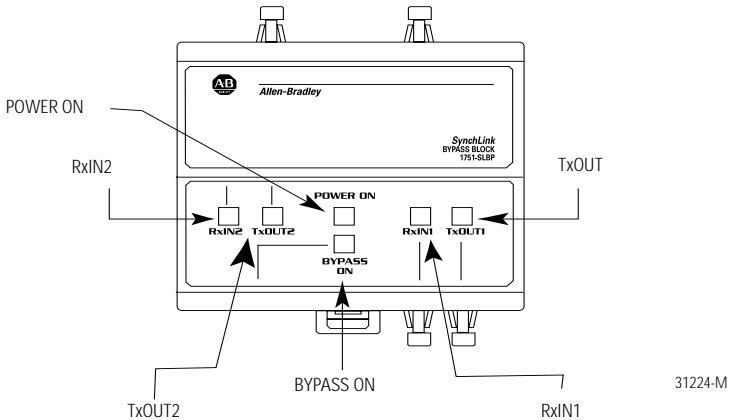 AB
Allen-Bradley
POWER ON
SynchLink
BYPASS BLOCK
1751-SLBP
RxIN2
TxOUT
POWER ON
RxIN2
TxOUT2
RxIN1
TxOUT1
BYPASS
ON
TxOUT2
BYPASS ON
RxIN1
31224-M